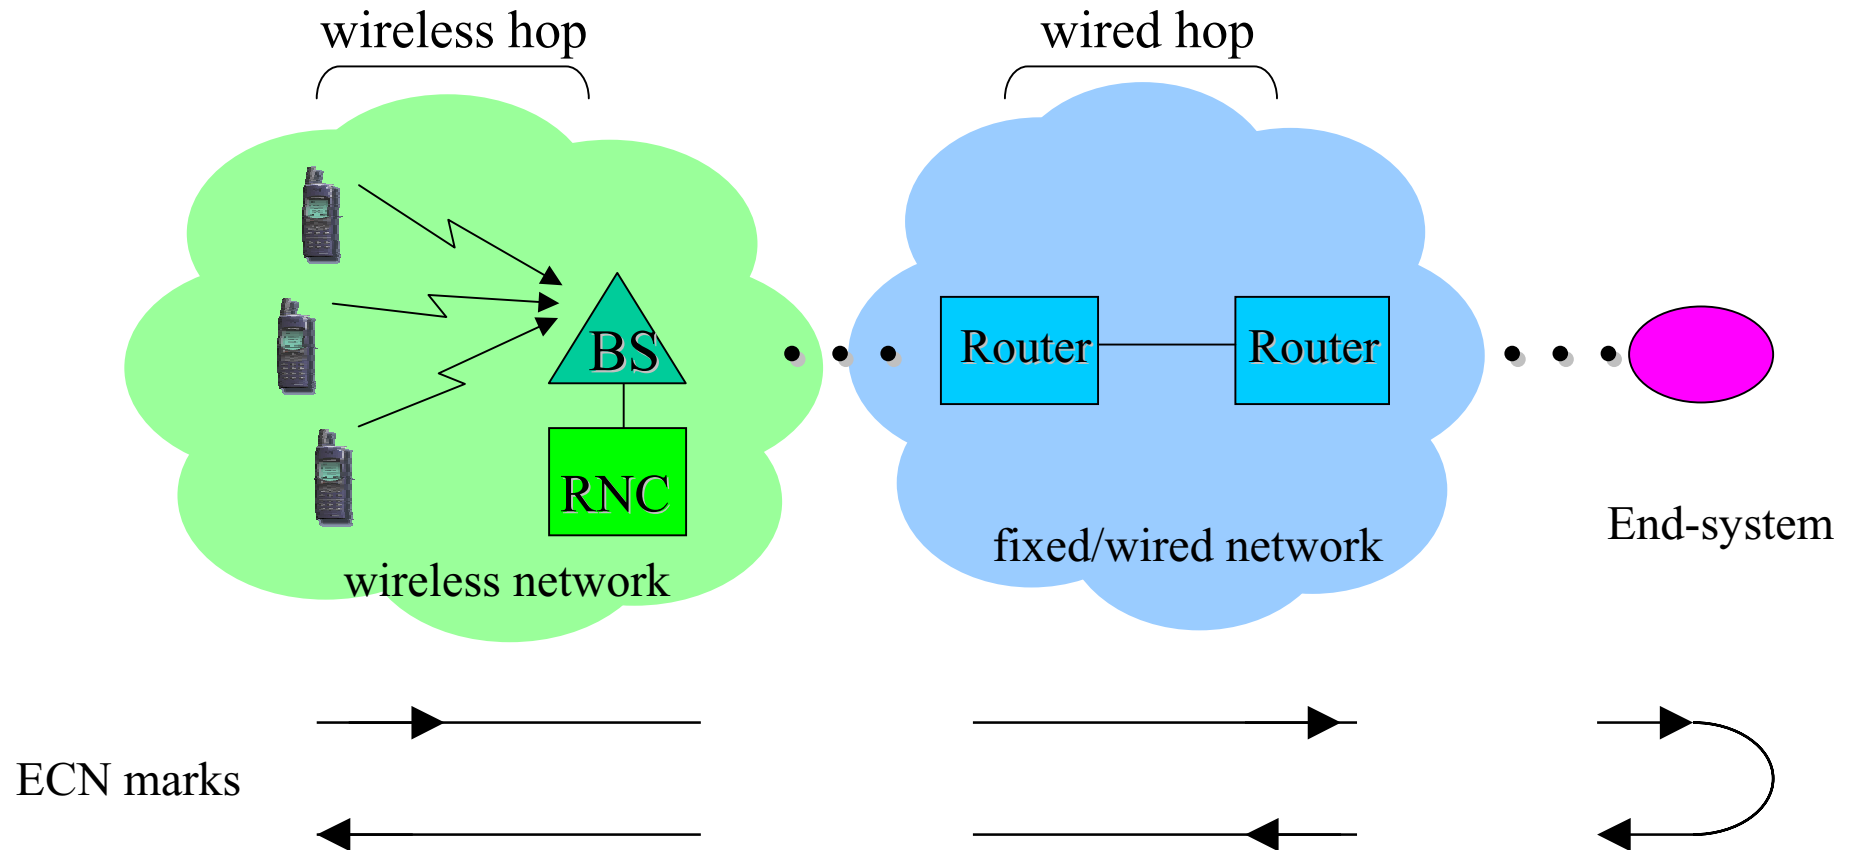 wireless hop
wired hop
BS
Router
Router
RNC
End-system
fixed/wired network
wireless network
ECN marks